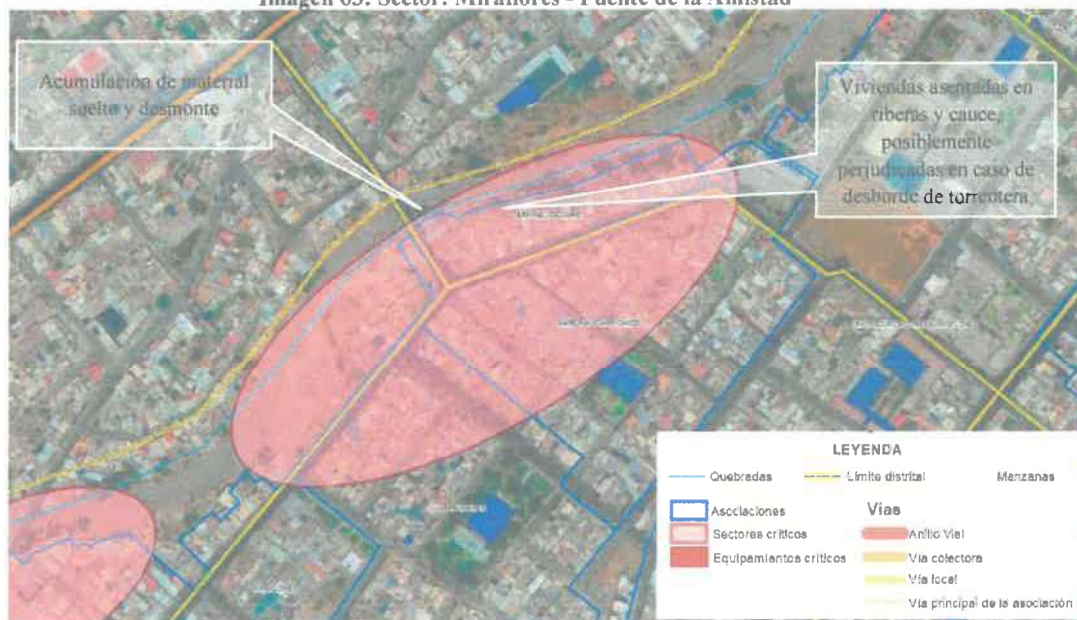 Imagen 63: Sector: Miraflores - Puente de la Amistad
Acumulación de material
suelto y desmonte
Viviendas asentadas en
riberas y cauce,
posiblemente
perjudicadas en caso de
desborde de torrentera
LEYENDA
Quebradas
Límite distrital
Manzanas
Asociaciones
Sectores críticos
Equipamientos críticos
Vías
Anillo Vial
Vía colectora
Vía local
Vía principal de la asociación